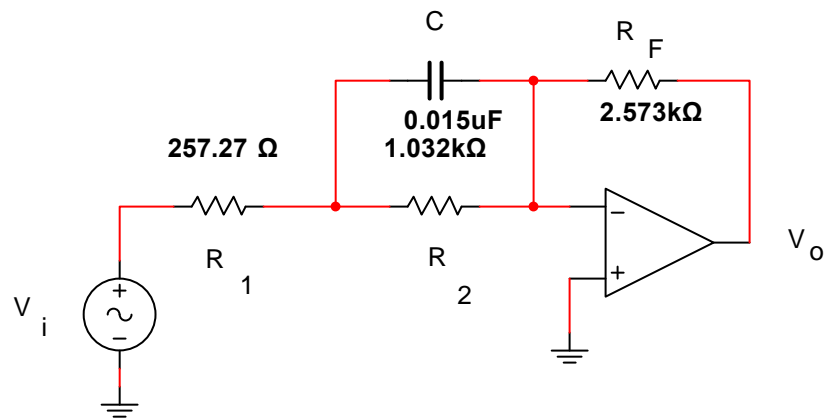 C
R F
0.015uF
2.573kΩ
257.27 Ω
1.032kΩ
R 1
R 2
V o
V i